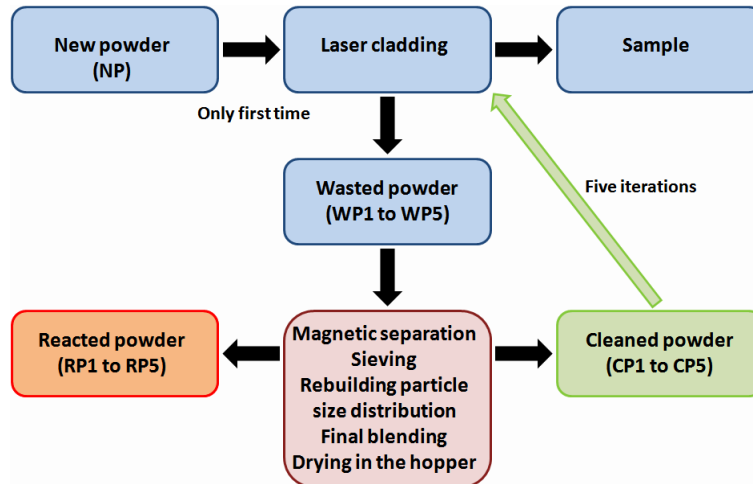 New powder
(NP)
Laser cladding
Sample
Only first time
Wasted powder
(WP1 to WP5)
Five iterations
Reacted powder
(RP1 to RP5)
Magnetic separation
Sieving
Rebuilding particle
size distribution
Final blending
Drying in the hopper
Cleaned powder
(CP1 to CP5)